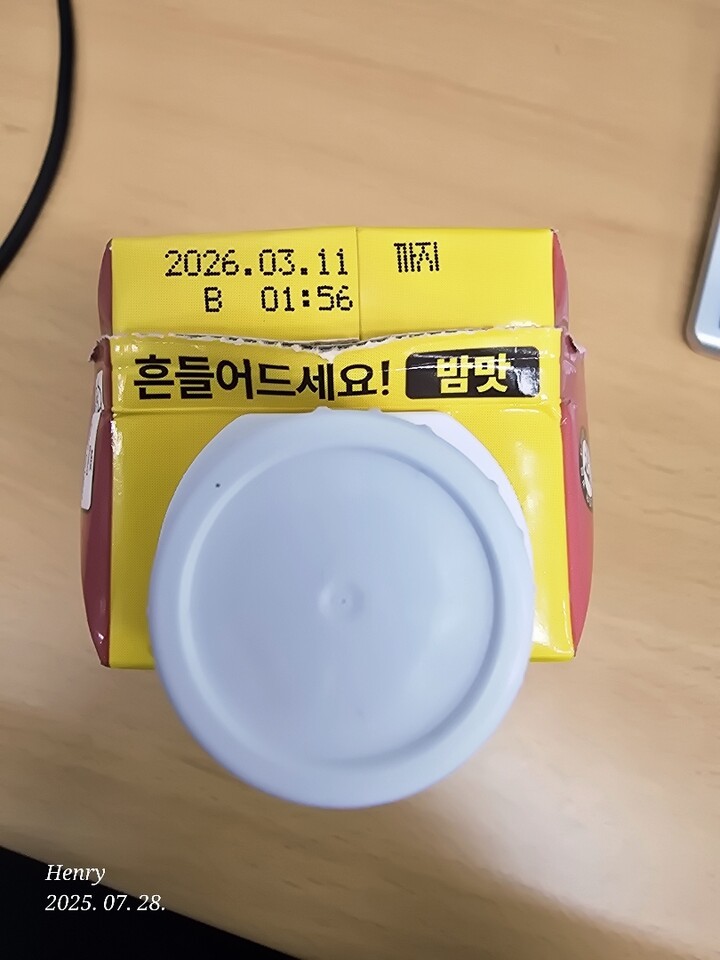 2026.03.11 까지
B 01:56
흔들어드세요! 밤맛
Henry
2025. 07. 28.